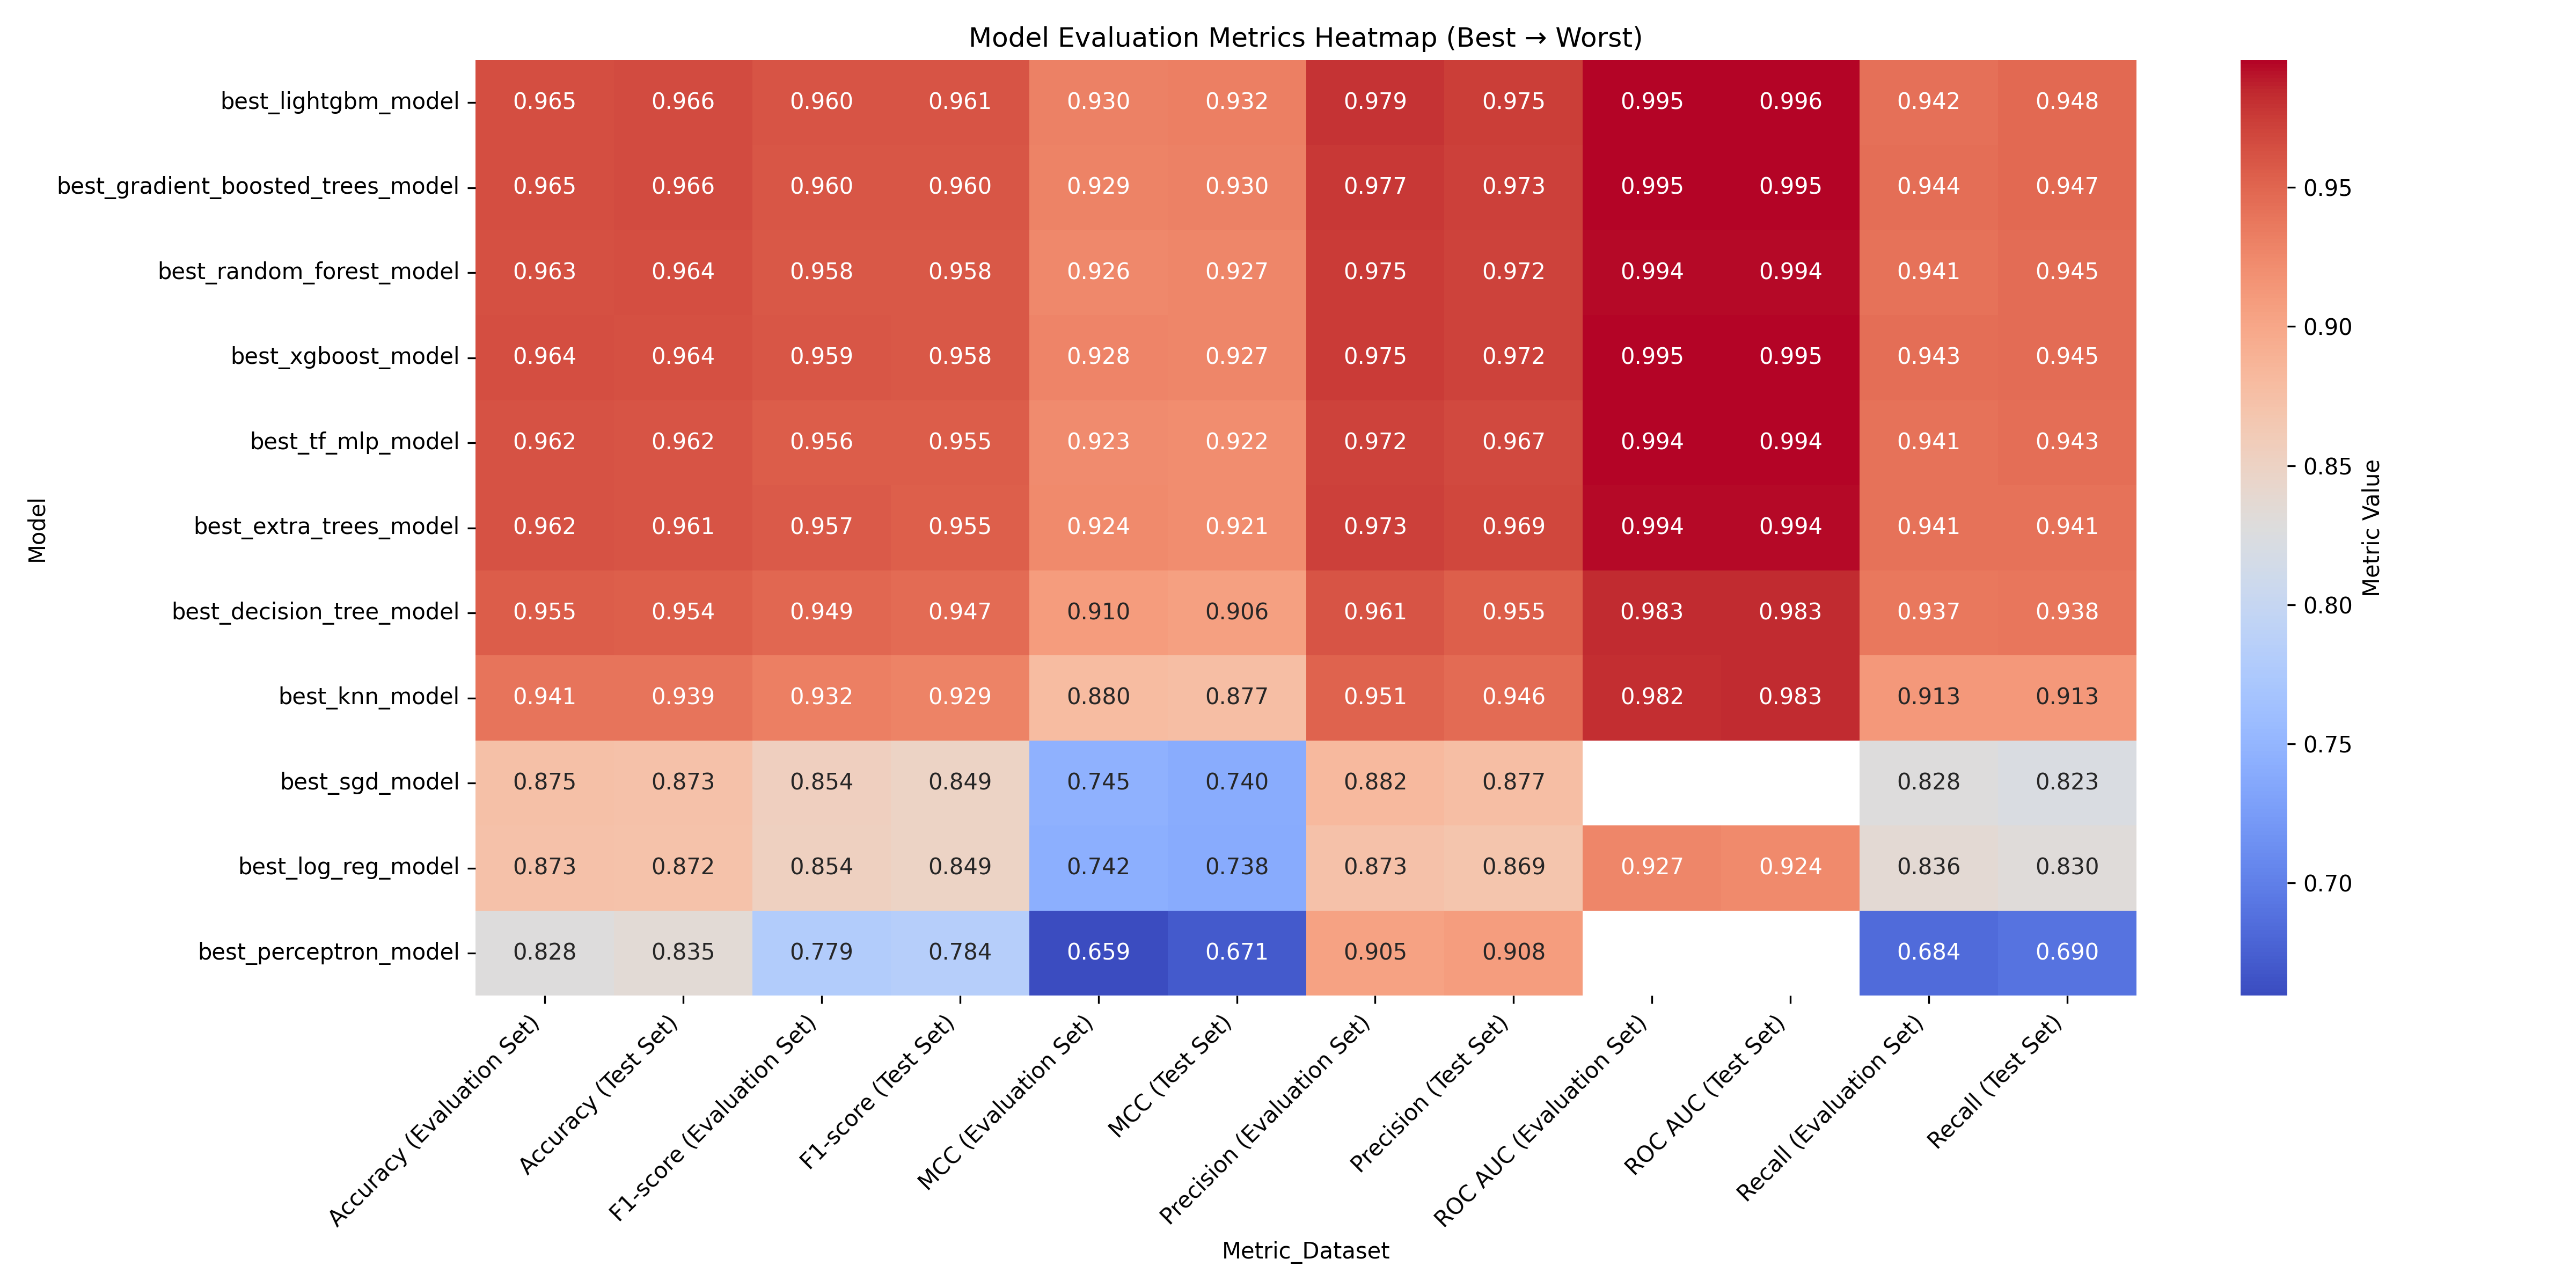 Model Evaluation Metrics Heatmap (Best → Worst)
best_lightgbm_model 0.965 0.966 0.960 0.961 0.930 0.932 0.979 0.975 0.995 0.996 0.942 0.948
best_gradient_boosted_trees_model 0.965 0.966 0.960 0.960 0.929 0.930 0.977 0.973 0.995 0.995 0.944 0.947
best_random_forest_model 0.963 0.964 0.958 0.958 0.926 0.927 0.975 0.972 0.994 0.994 0.941 0.945
best_xgboost_model 0.964 0.964 0.959 0.958 0.928 0.927 0.975 0.972 0.995 0.995 0.943 0.945
best_tf_mlp_model 0.962 0.962 0.956 0.955 0.923 0.922 0.972 0.967 0.994 0.994 0.941 0.943
best_extra_trees_model 0.962 0.961 0.957 0.955 0.924 0.921 0.973 0.969 0.994 0.994 0.941 0.941
best_decision_tree_model 0.955 0.954 0.949 0.947 0.910 0.906 0.961 0.955 0.983 0.983 0.937 0.938
best_knn_model 0.941 0.939 0.932 0.929 0.880 0.877 0.951 0.946 0.982 0.983 0.913 0.913
best_sgd_model 0.875 0.873 0.854 0.849 0.745 0.740 0.882 0.877 0.828 0.823
best_log_reg_model 0.873 0.872 0.854 0.849 0.742 0.738 0.873 0.869 0.927 0.924 0.836 0.830
best_perceptron_model 0.828 0.835 0.779 0.784 0.659 0.671 0.905 0.908 0.684 0.690
Model
Accuracy (Evaluation Set)
Accuracy (Test Set)
F1-score (Evaluation Set)
F1-score (Test Set)
MCC (Evaluation Set)
MCC (Test Set)
Precision (Evaluation Set)
Precision (Test Set)
ROC AUC (Evaluation Set)
ROC AUC (Test Set)
Recall (Evaluation Set)
Recall (Test Set)
Metric_Dataset
0.95
0.90
0.85
0.80
0.75
0.70
Metric Value